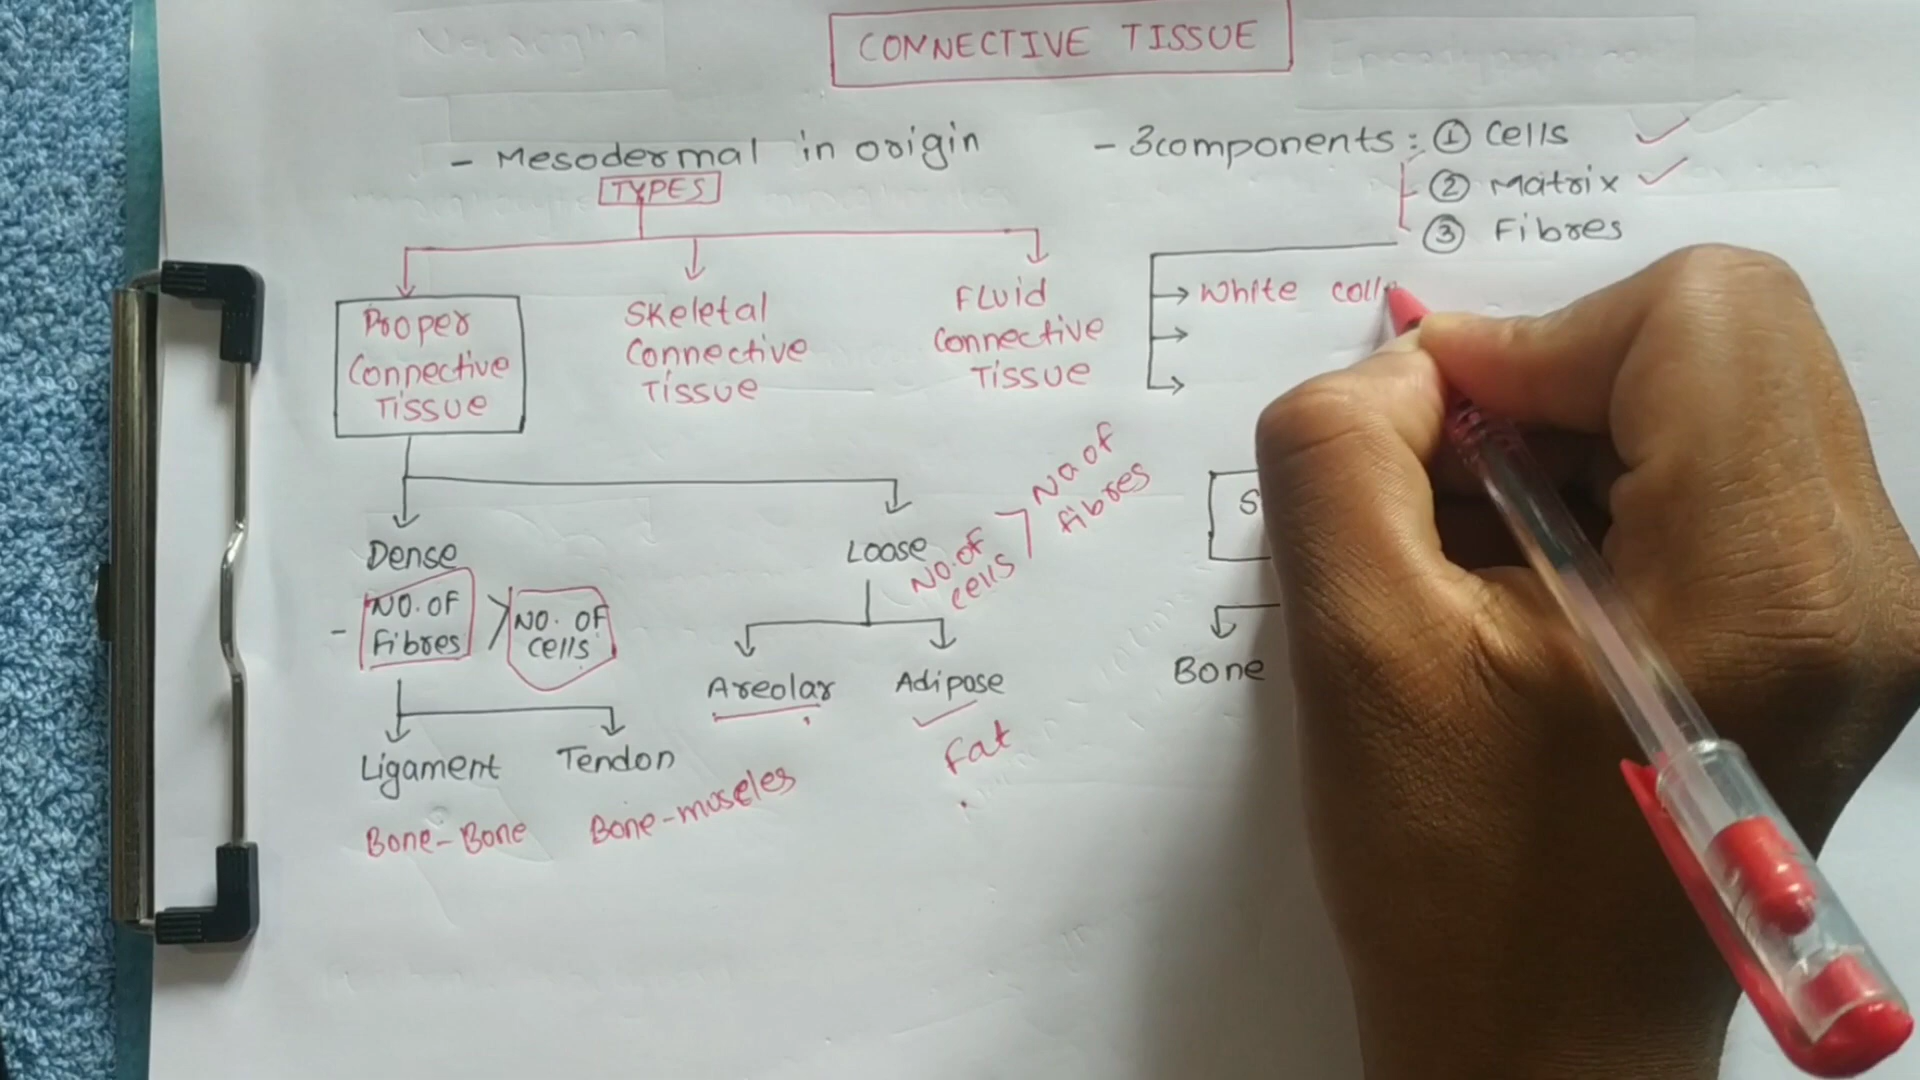 CONNECTIVE TISSUE
- Mesodermal in origin
- 3components : ① Cells
② Matrix
③ Fibres
TYPES
Proper
Connective
Tissue
Skeletal
Connective
Tissue
Fluid
Connective
Tissue
White colla
Dense
- NO. OF
Fibres
>
NO. OF
cells
Ligament
Bone-Bone
Tendon
Bone-museles
Loose
NO. of
cells
>
No of
fibres
Areolar
Adipose
Fat
S
Bone